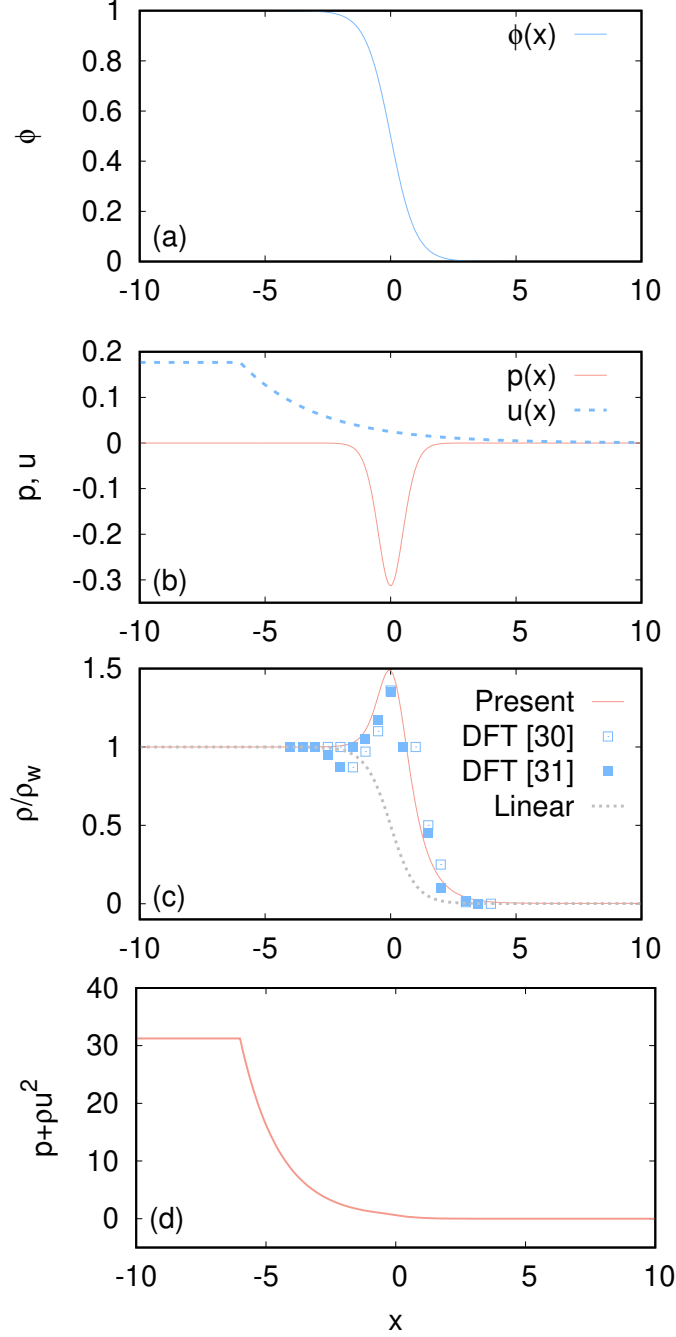 1
0.8
0.6
0.4
0.2
0
ϕ
ϕ(x)
(a)
-10 -5 0 5 10
0.2
0.1
0
-0.1
-0.2
-0.3
p, u
p(x)
u(x)
(b)
-10 -5 0 5 10
1.5
1
0.5
0
ρ/ρw
Present
DFT [30]
DFT [31]
Linear
(c)
-10 -5 0 5 10
40
30
20
10
0
p+ρu²
(d)
-10 -5 0 5 10
x